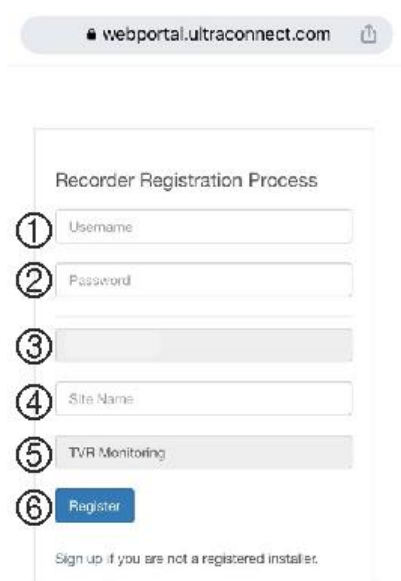 webportal.ultraconnect.com
Recorder Registration Process
① Username
② Password
③
④ Site Name
⑤ TVR Monitoring
⑥ Register
Sign up if you are not a registered installer.